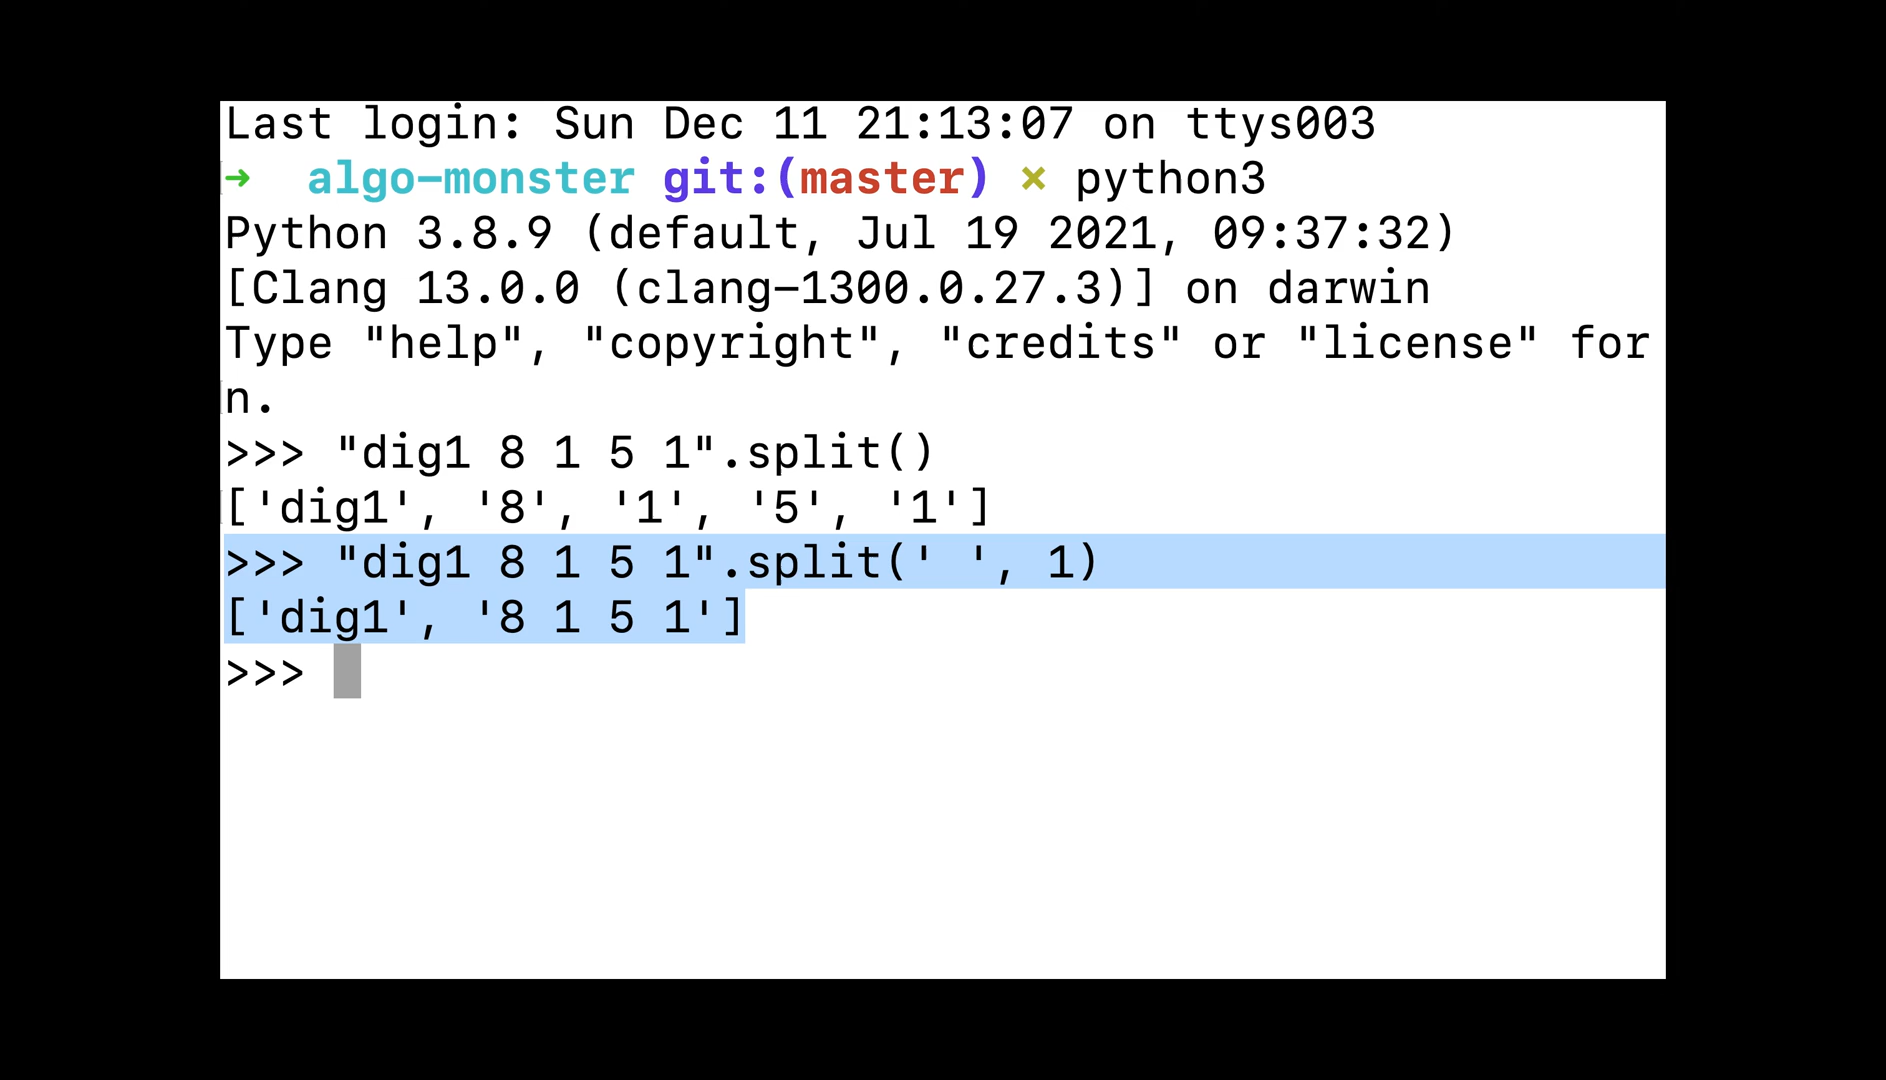 Last login: Sun Dec 11 21:13:07 on ttys003
➜  algo-monster git:(master) × python3
Python 3.8.9 (default, Jul 19 2021, 09:37:32)
[Clang 13.0.0 (clang-1300.0.27.3)] on darwin
Type "help", "copyright", "credits" or "license" for
n.
>>> "dig1 8 1 5 1".split()
['dig1', '8', '1', '5', '1']
>>> "dig1 8 1 5 1".split(' ', 1)
['dig1', '8 1 5 1']
>>>